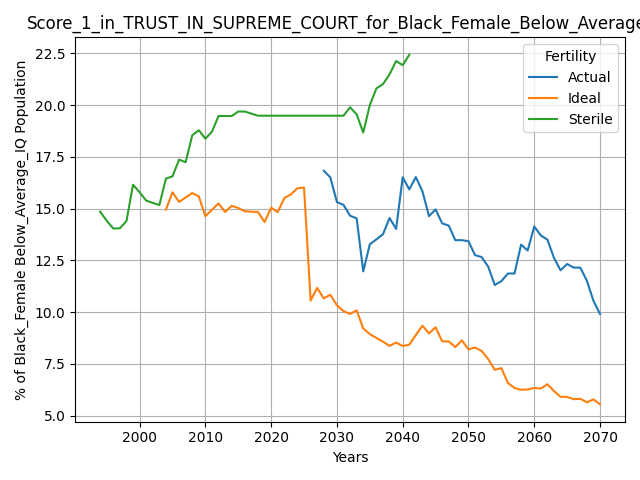 Score_1_in_TRUST_IN_SUPREME_COURT_for_Black_Female_Below_Average
Fertility
Actual
Ideal
Sterile
% of Black_Female Below_Average_IQ Population
22.5
20.0
17.5
15.0
12.5
10.0
7.5
5.0
2000 2010 2020 2030 2040 2050 2060 2070
Years